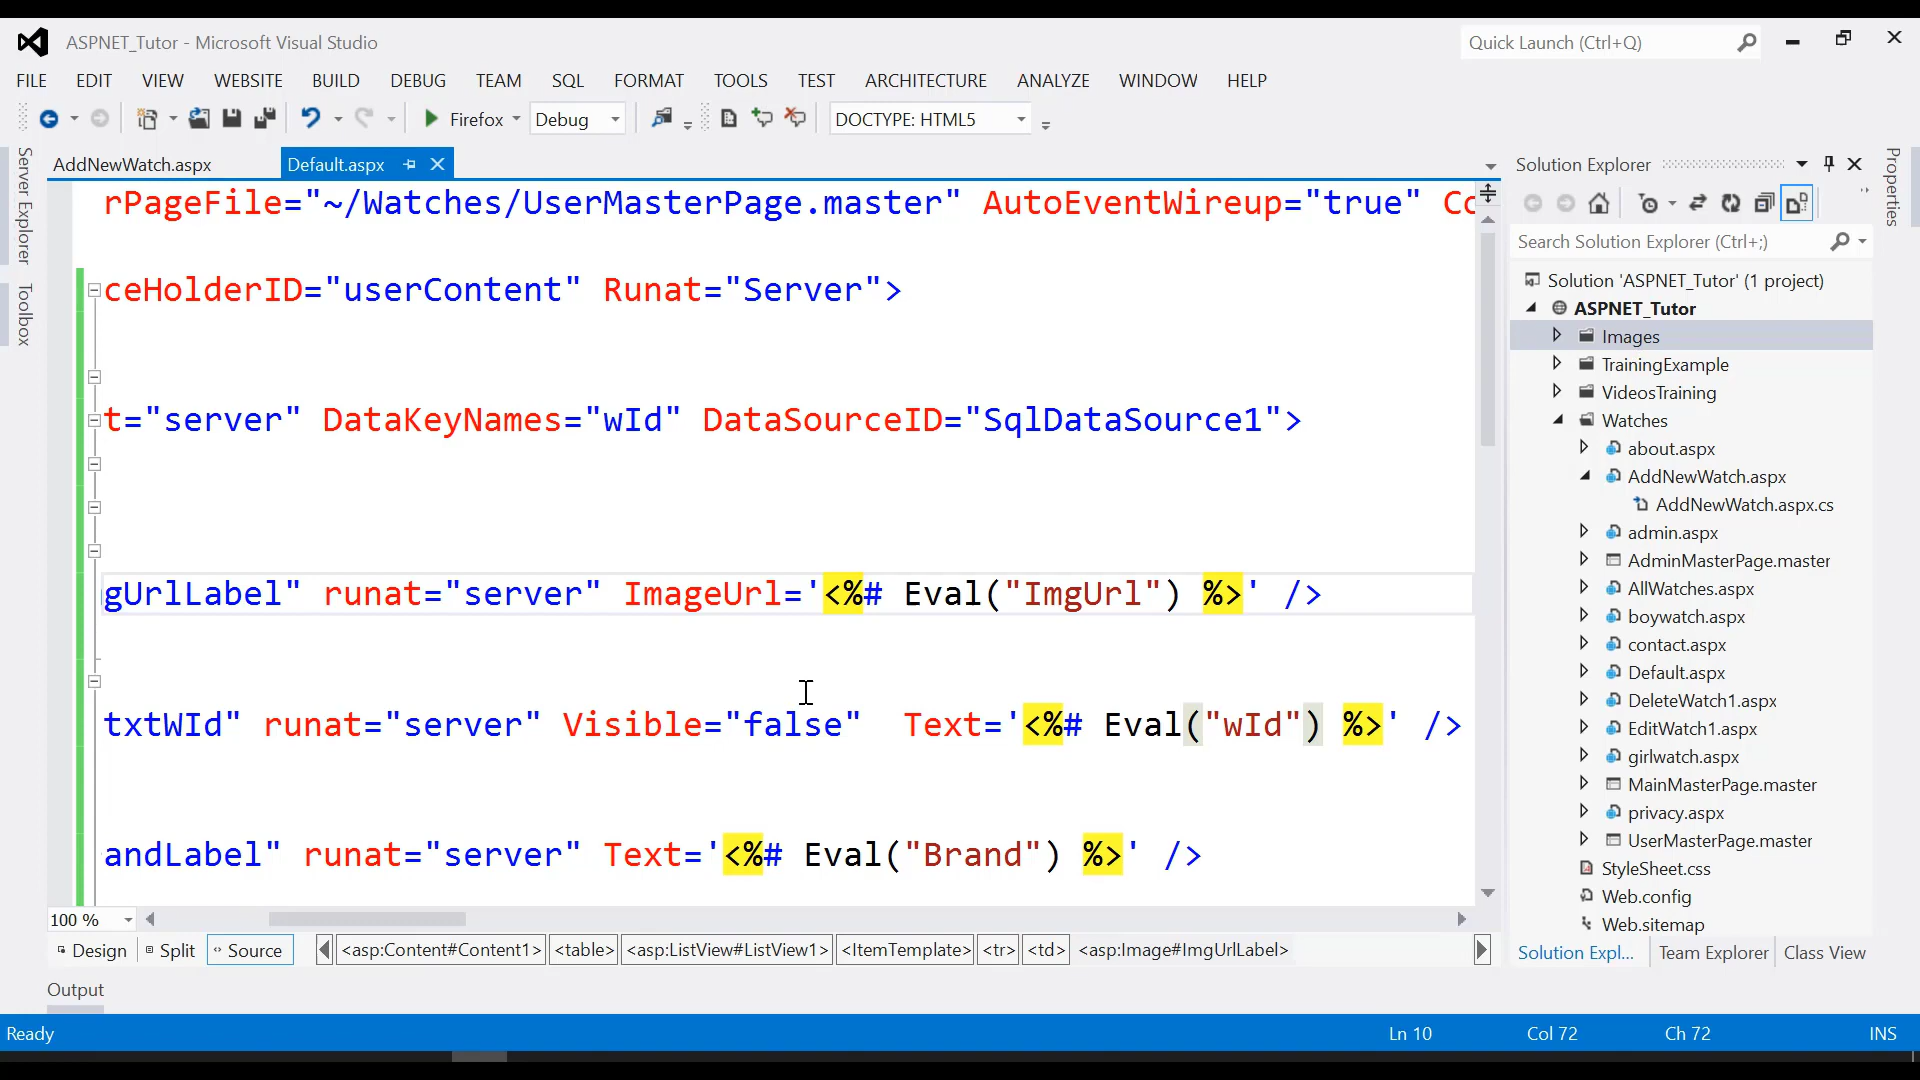 ASPNET_Tutor - Microsoft Visual Studio
Quick Launch (Ctrl+Q)
FILE EDIT VIEW WEBSITE BUILD DEBUG TEAM SQL FORMAT TOOLS TEST ARCHITECTURE ANALYZE WINDOW HELP
Firefox Debug DOCTYPE: HTML5
Server Explorer
Toolbox
AddNewWatch.aspx Default.aspx
rPageFile="~/Watches/UserMasterPage.master" AutoEventWireup="true" Co
ceHolderID="userContent" Runat="Server">
t="server" DataKeyNames="wId" DataSourceID="SqlDataSource1">
gUrlLabel" runat="server" ImageUrl='<%# Eval("ImgUrl") %>' />
txtWId" runat="server" Visible="false" Text='<%# Eval("wId") %>' />
andLabel" runat="server" Text='<%# Eval("Brand") %>' />
100 %
Design Split Source <asp:Content#Content1> <table> <asp:ListView#ListView1> <ItemTemplate> <tr> <td> <asp:Image#ImgUrlLabel>
Output
Solution Explorer
Search Solution Explorer (Ctrl+;)
Solution 'ASPNET_Tutor' (1 project)
ASPNET_Tutor
Images
TrainingExample
VideosTraining
Watches
about.aspx
AddNewWatch.aspx
AddNewWatch.aspx.cs
admin.aspx
AdminMasterPage.master
AllWatches.aspx
boywatch.aspx
contact.aspx
Default.aspx
DeleteWatch1.aspx
EditWatch1.aspx
girlwatch.aspx
MainMasterPage.master
privacy.aspx
UserMasterPage.master
StyleSheet.css
Web.config
Web.sitemap
Solution Expl... Team Explorer Class View
Properties
Ready Ln 10 Col 72 Ch 72 INS